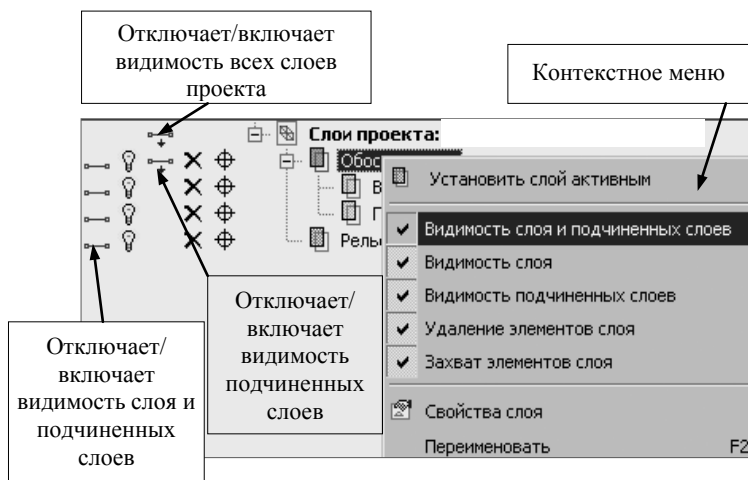 Отключает/включает
видимость всех слоев
проекта
Контекстное меню
Слои проекта:
Установить слой активным
Видимость слоя и подчиненных слоев
Видимость слоя
Видимость подчиненных слоев
Удаление элементов слоя
Захват элементов слоя
Свойства слоя
Переименовать F2
Отключает/
включает
видимость
подчиненных
слоев
Отключает/
включает
видимость слоя и
подчиненных
слоев